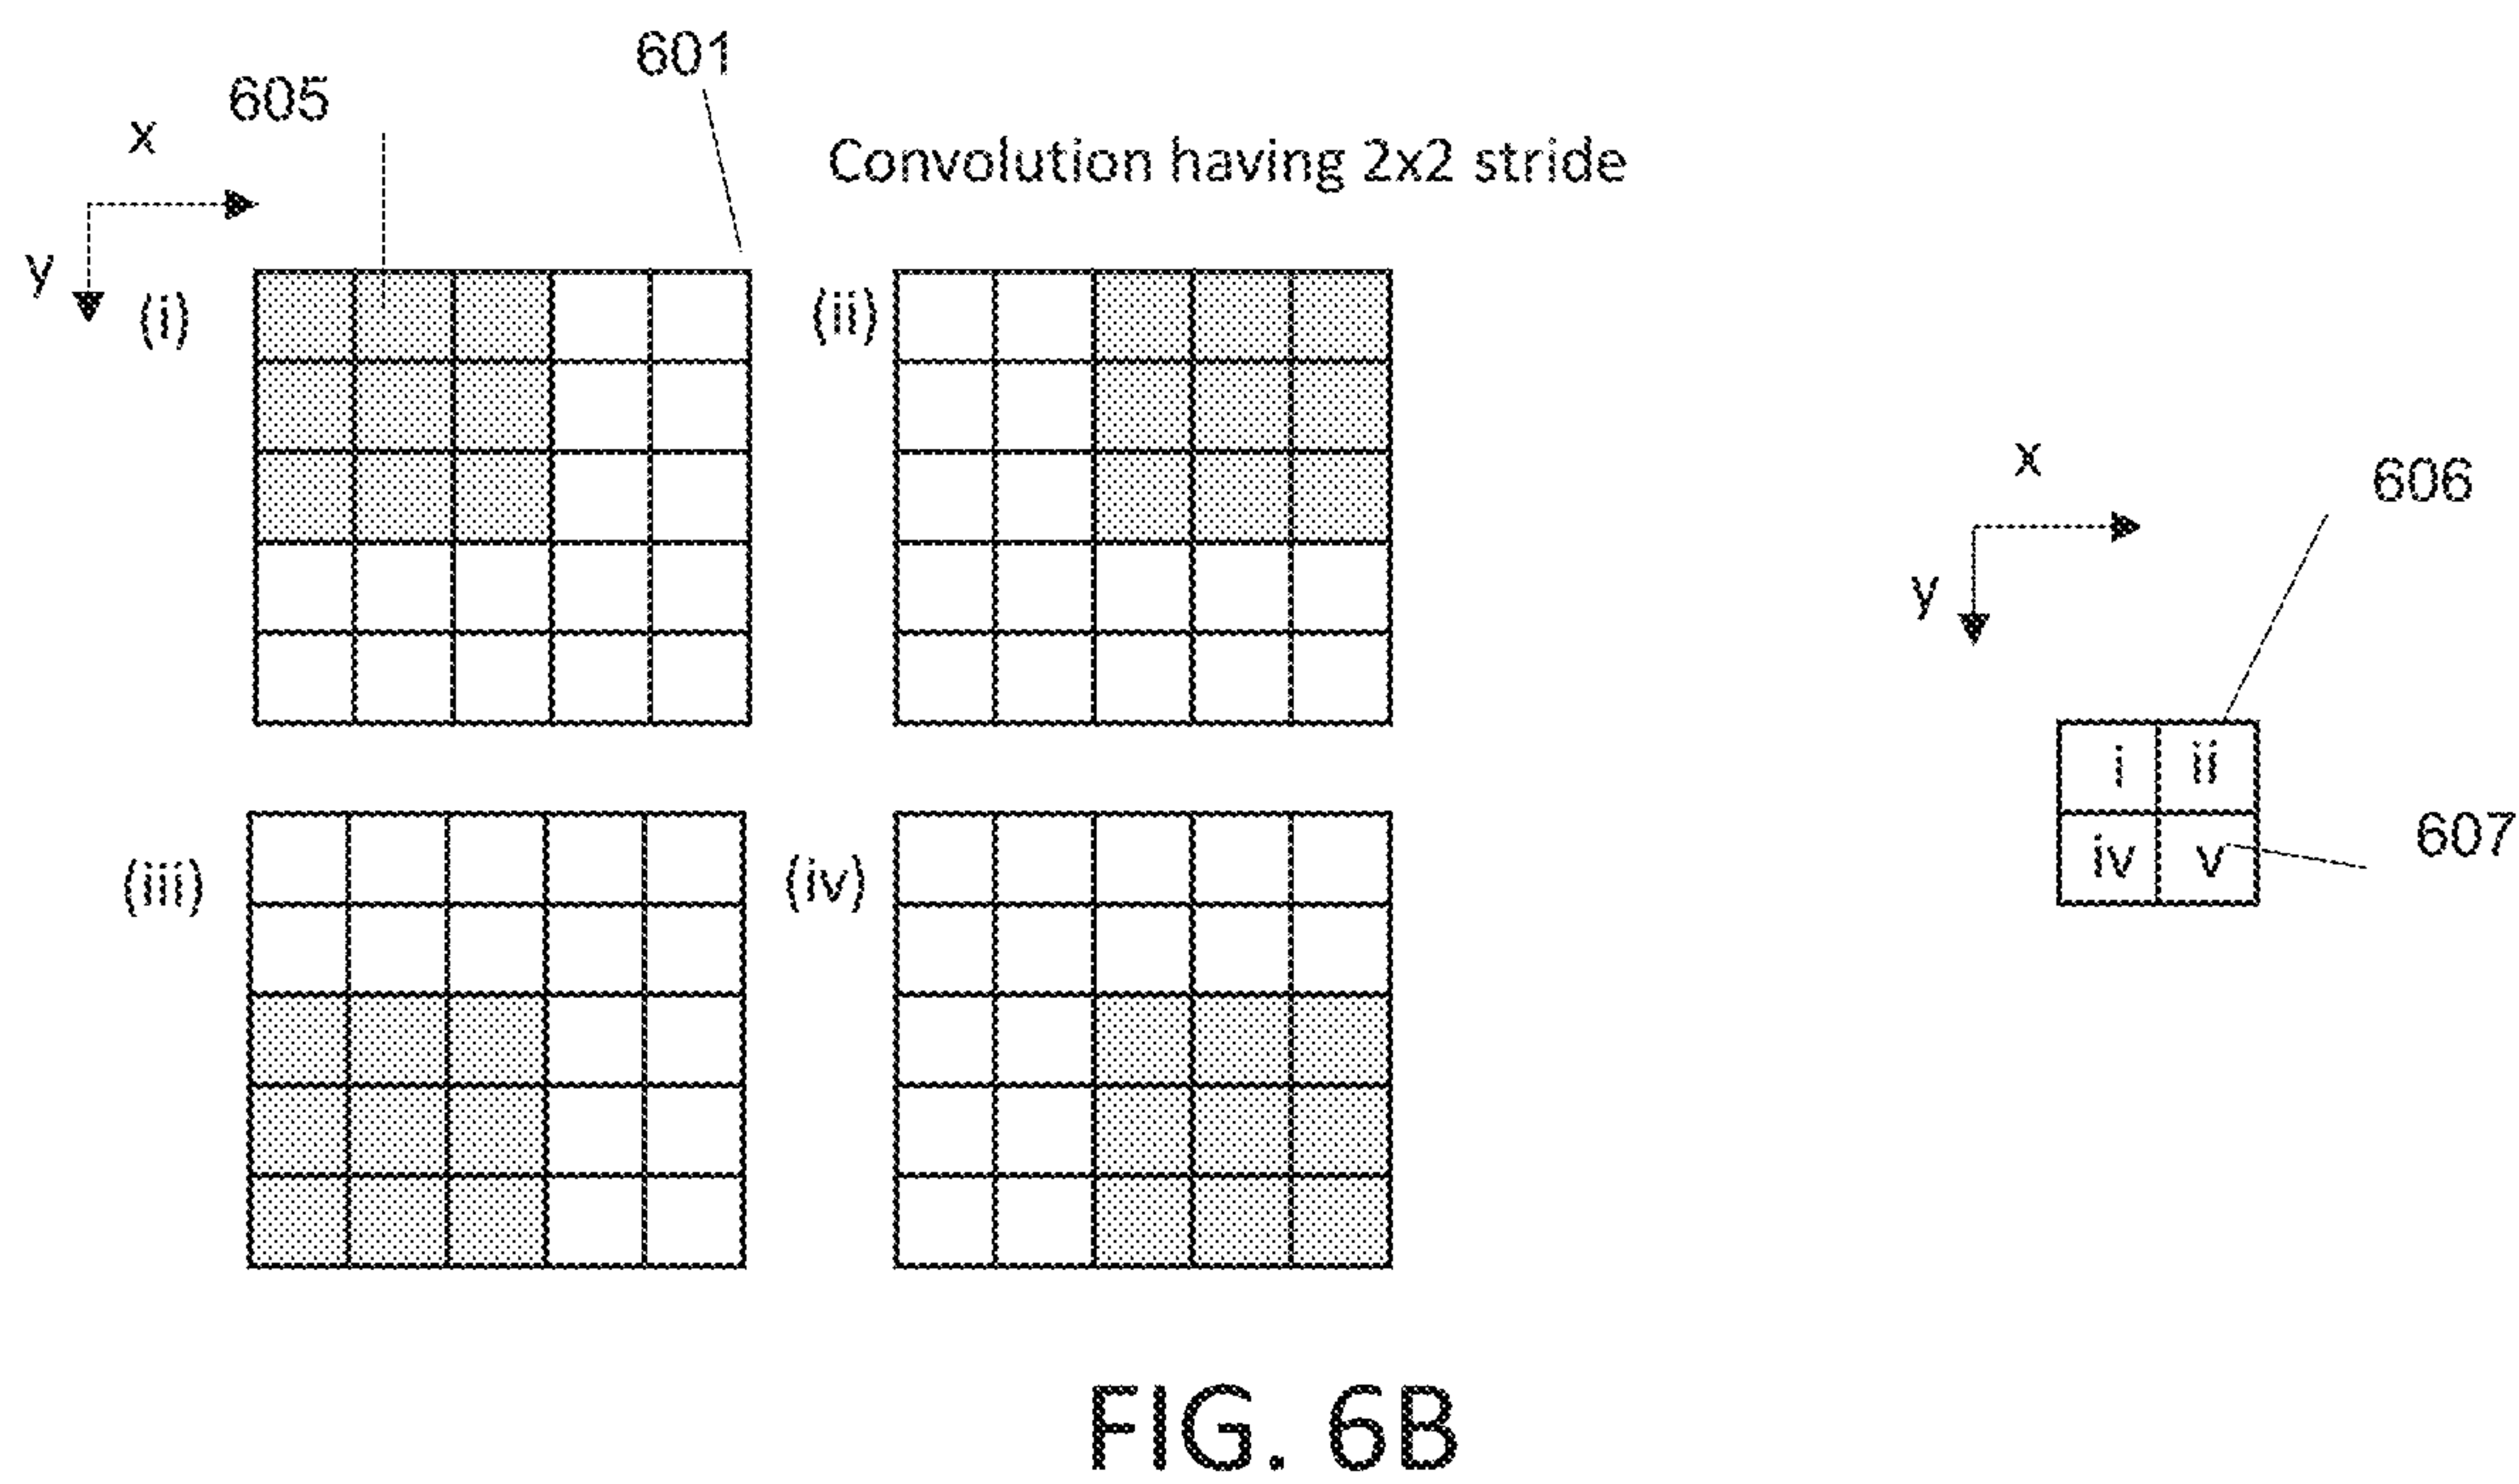 601
605
x
Convolution having 2x2 stride
y
(i)
(ii)
x
606
y
i ii
607
iv v
(iii)
(iv)
FIG. 6B